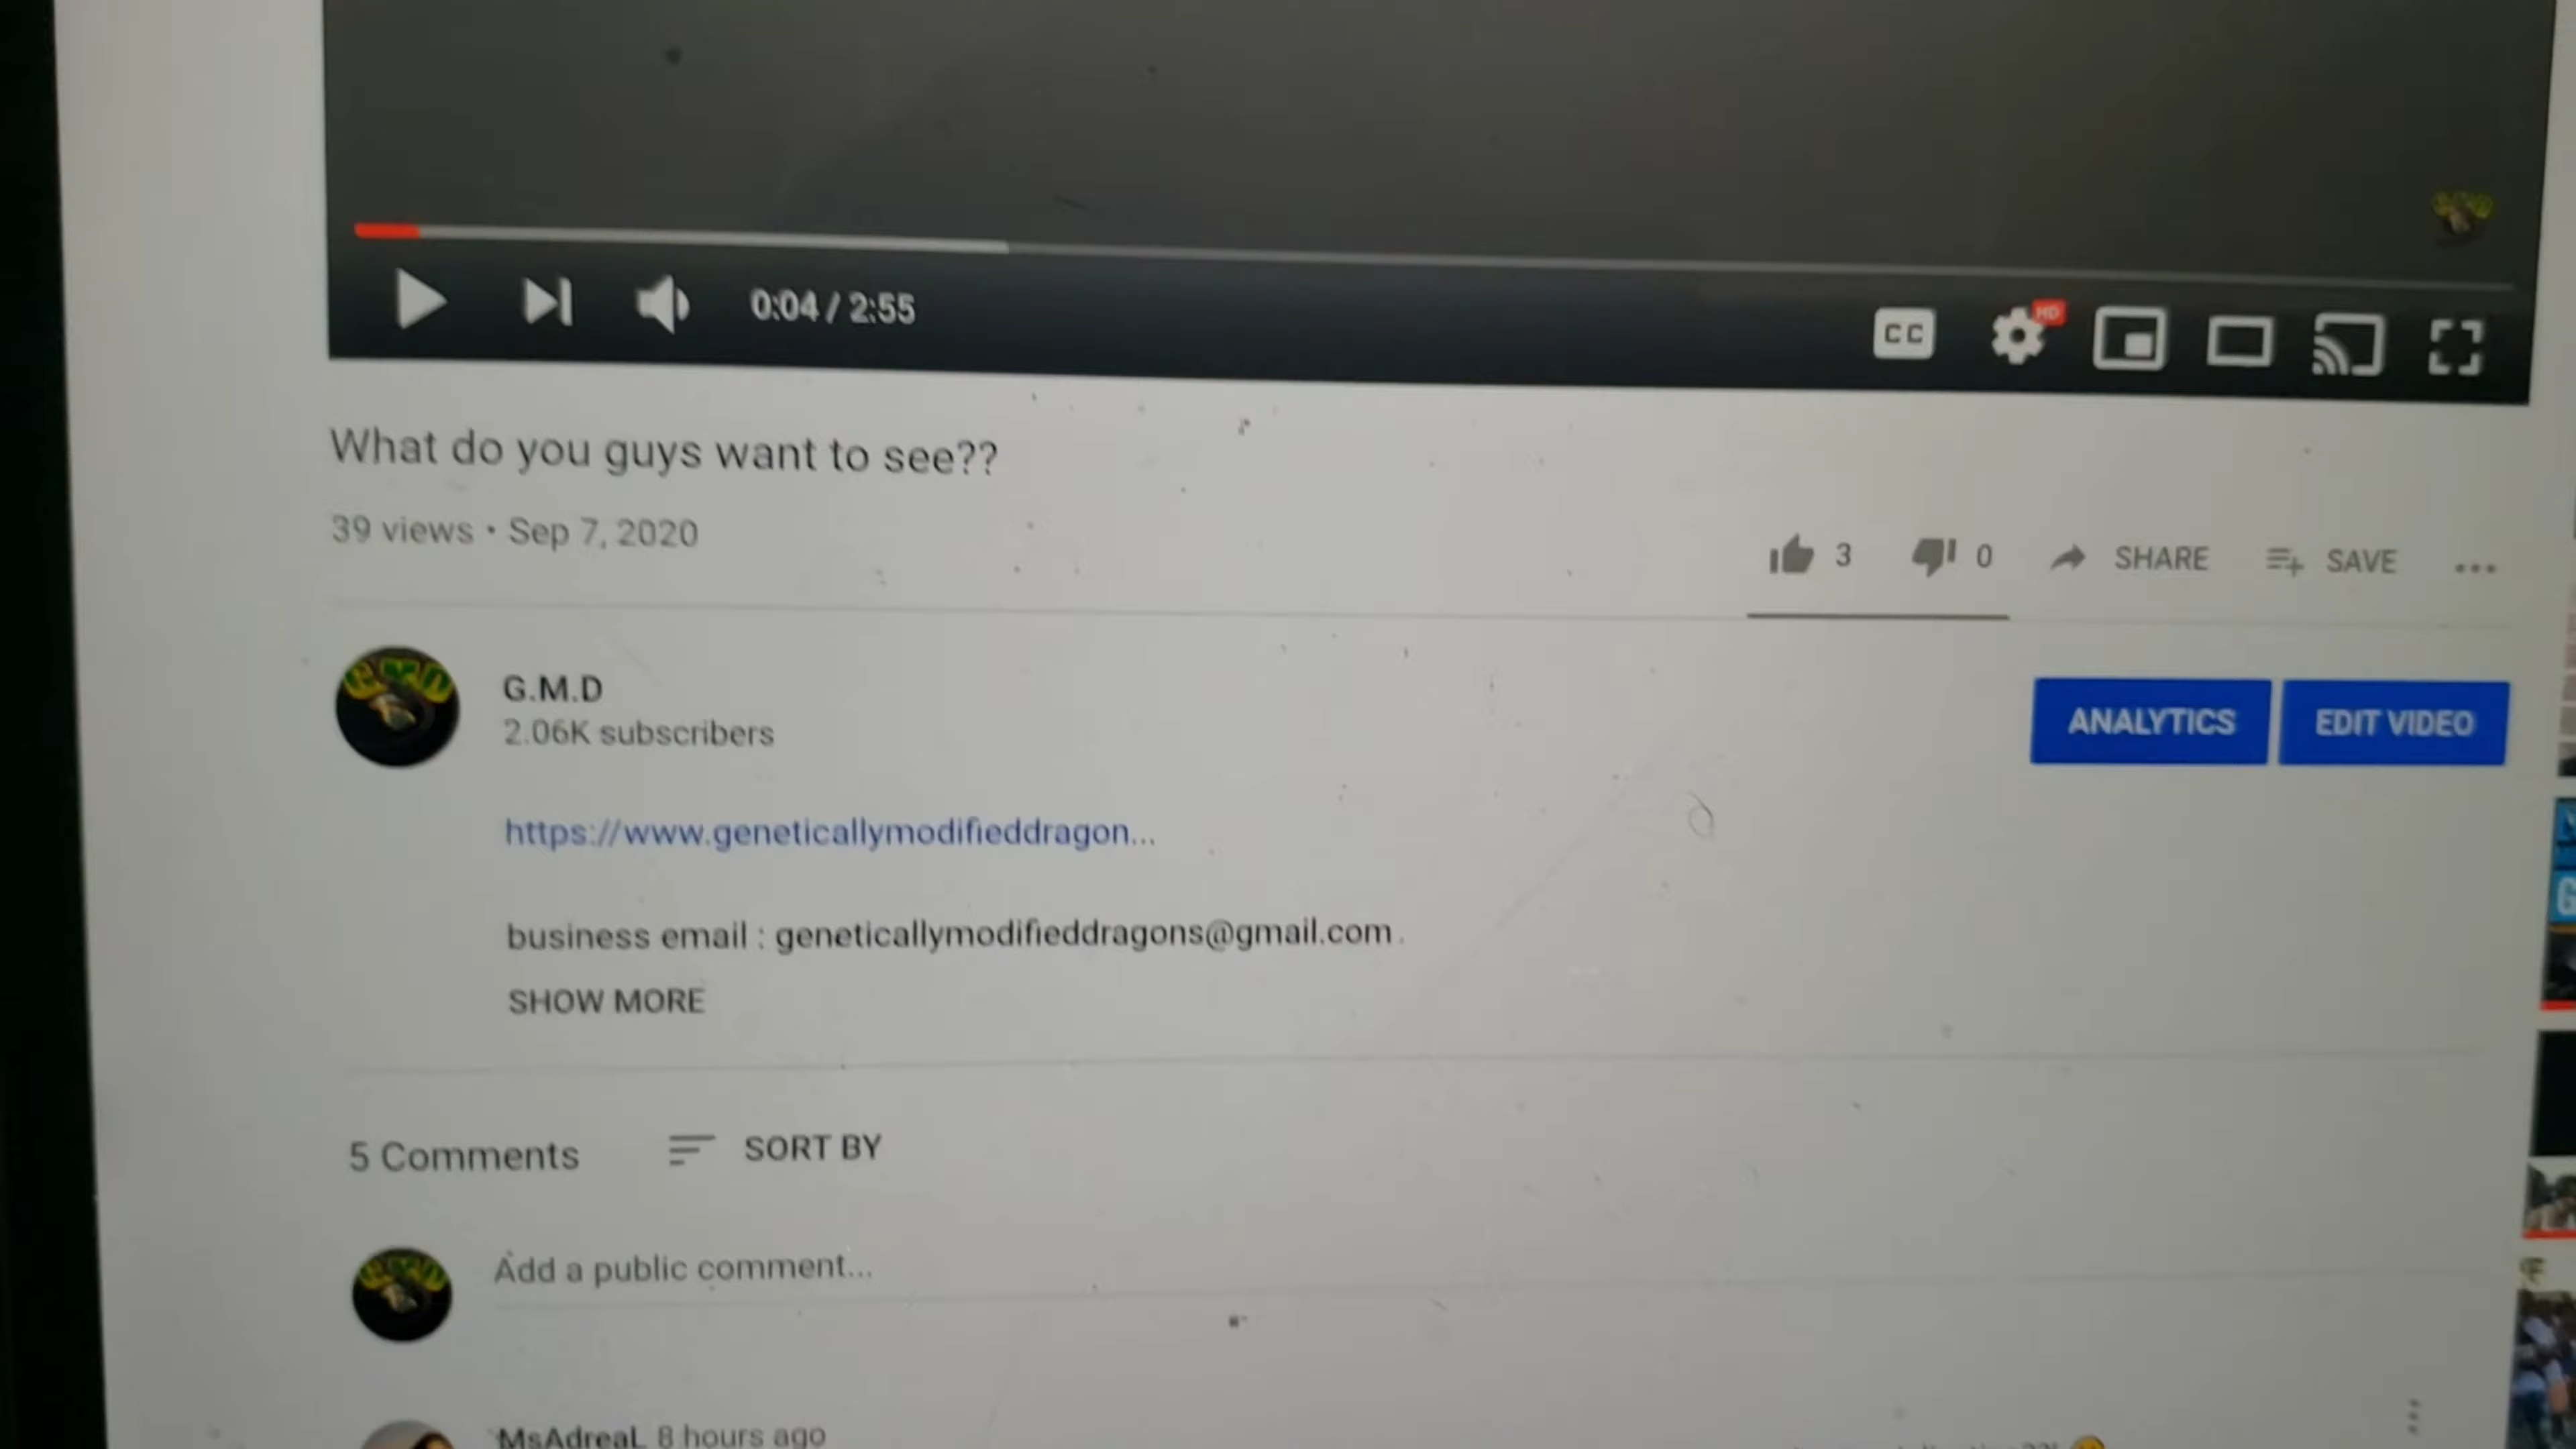 0:04 / 2:55
CC
HD
What do you guys want to see??
39 views • Sep 7, 2020
3
0
SHARE
SAVE
G.M.D
G.M.D
2.06K subscribers
ANALYTICS
EDIT VIDEO
https://www.geneticallymodifieddragon...
business email : geneticallymodifieddragons@gmail.com
SHOW MORE
5 Comments
SORT BY
Add a public comment...
MsAdreaL 8 hours ago